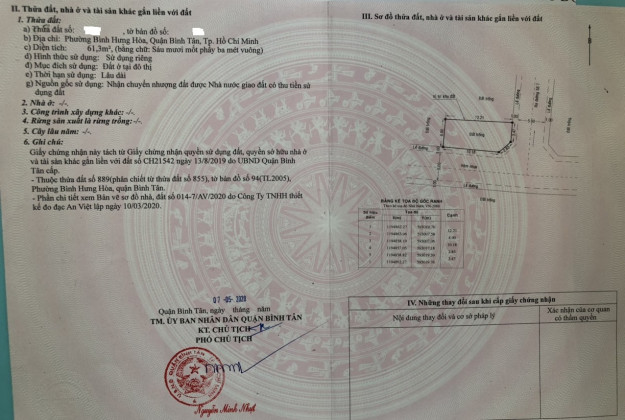 II. Thửa đất, nhà ở và tài sản khác gắn liền với đất
1. Thửa đất:
a) Thửa đất số: , tờ bản đồ số:
b) Địa chỉ: Phường Bình Hưng Hòa, Quận Bình Tân, Tp. Hồ Chí Minh
c) Diện tích: 61,3m², (bằng chữ: Sáu mươi mốt phẩy ba mét vuông)
d) Hình thức sử dụng: Sử dụng riêng
đ) Mục đích sử dụng: Đất ở tại đô thị
e) Thời hạn sử dụng: Lâu dài
g) Nguồn gốc sử dụng: Nhận chuyển nhượng đất được Nhà nước giao đất có thu tiền sử
dụng đất
2. Nhà ở: -/-.
3. Công trình xây dựng khác: -/-.
4. Rừng sản xuất là rừng trồng: -/-.
5. Cây lâu năm: -/-.
6. Ghi chú:
Giấy chứng nhận này tách từ Giấy chứng nhận quyền sử dụng đất, quyền sở hữu nhà ở
và tài sản khác gắn liền với đất số CH21542 ngày 13/8/2019 do UBND Quận Bình
Tân cấp.
- Thuộc thửa đất số 889(phân chiết từ thửa đất số 855), tờ bản đồ số 94(TL2005),
Phường Bình Hưng Hòa, quận Bình Tân.
- Phân chiết xem Bản vẽ sơ đồ nhà, đất số 014-7/AV/2020 do Công Ty TNHH thiết
kế đo đạc An Việt lập ngày 10/03/2020.
07-05-2020
Quận Bình Tân, ngày tháng năm
TM. ỦY BAN NHÂN DÂN QUẬN BÌNH TÂN
KT. CHỦ TỊCH
PHÓ CHỦ TỊCH
Nguyễn Minh Nhựt
III. Sơ đồ thửa đất, nhà ở và tài sản khác gắn liền với đất
BẢNG KÊ TỌA ĐỘ GÓC RANH
IV. Những thay đổi sau khi cấp giấy chứng nhận
Nội dung thay đổi và cơ sở pháp lý
Xác nhận của cơ quan
có thẩm quyền